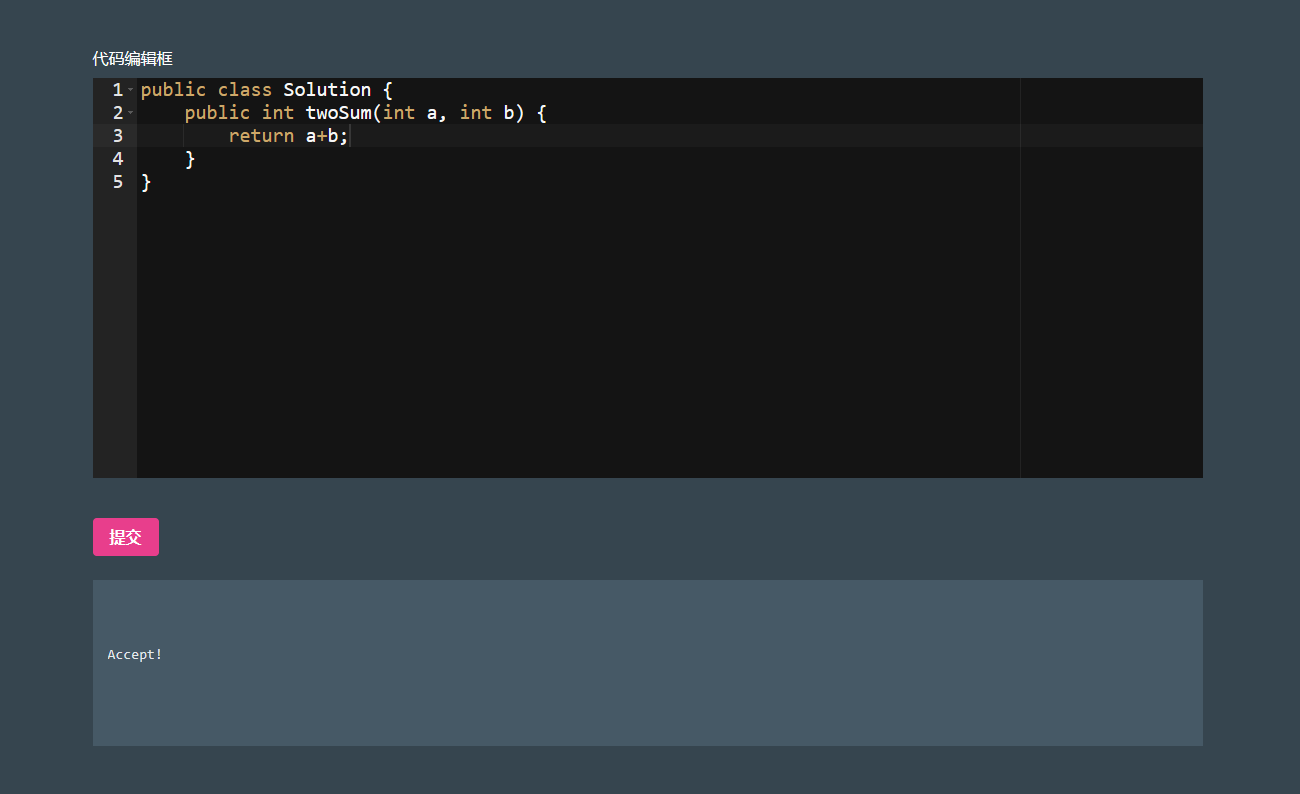 代码编辑框
1 public class Solution {
2     public int twoSum(int a, int b) {
3         return a+b;
4     }
5 }
提交
Accept!